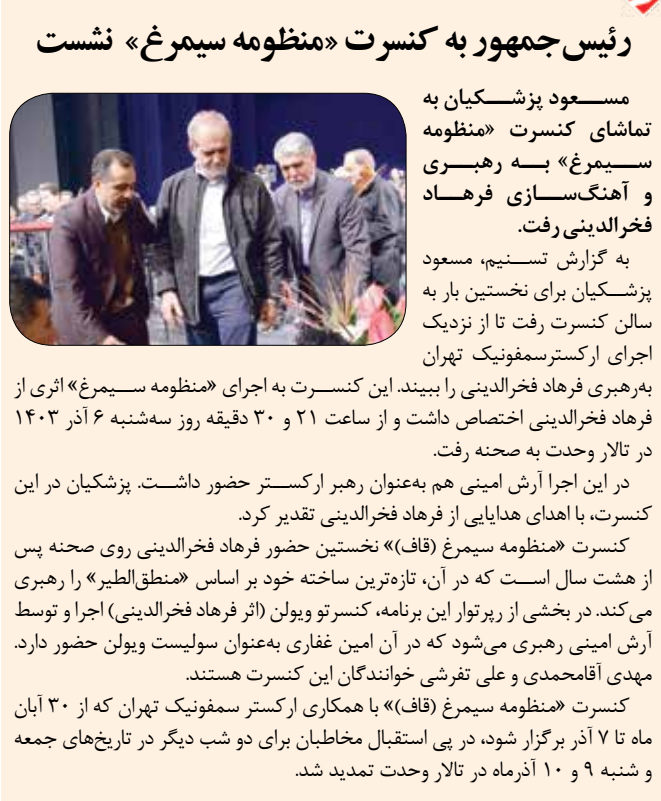 رئیس‌جمهور به کنسرت «منظومه سیمرغ» نشست
مسعود پزشکیان به
تماشای کنسرت «منظومه
سیمرغ» به رهبری
و آهنگ‌سازی فرهاد
فخرالدینی رفت.
به گزارش تسنیم، مسعود
پزشکیان برای نخستین بار به
سالن کنسرت رفت تا از نزدیک
اجرای ارکسترسمفونیک تهران
به‌رهبری فرهاد فخرالدینی را ببیند. این کنسرت به اجرای «منظومه سیمرغ» اثری از
فرهاد فخرالدینی اختصاص داشت و از ساعت ۲۱ و ۳۰ دقیقه روز سه‌شنبه ۶ آذر ۱۴۰۳
در تالار وحدت به صحنه رفت.
در این اجرا آرش امینی هم به‌عنوان رهبر ارکستر حضور داشت. پزشکیان در این
کنسرت، با اهدای هدایایی از فرهاد فخرالدینی تقدیر کرد.
کنسرت «منظومه سیمرغ (قاف)» نخستین حضور فرهاد فخرالدینی روی صحنه پس
از هشت سال است که در آن، تازه‌ترین ساخته خود بر اساس «منطق‌الطیر» را رهبری
می‌کند. در بخشی از رپرتوار این برنامه، کنسرتو ویولن (اثر فرهاد فخرالدینی) اجرا و توسط
آرش امینی رهبری می‌شود که در آن امین غفاری به‌عنوان سولیست ویولن حضور دارد.
مهدی آقامحمدی و علی تفرشی خوانندگان این کنسرت هستند.
کنسرت «منظومه سیمرغ (قاف)» با همکاری ارکستر سمفونیک تهران که از ۳۰ آبان
ماه تا ۷ آذر برگزار شود، در پی استقبال مخاطبان برای دو شب دیگر در تاریخ‌های جمعه
و شنبه ۹ و ۱۰ آذرماه در تالار وحدت تمدید شد.